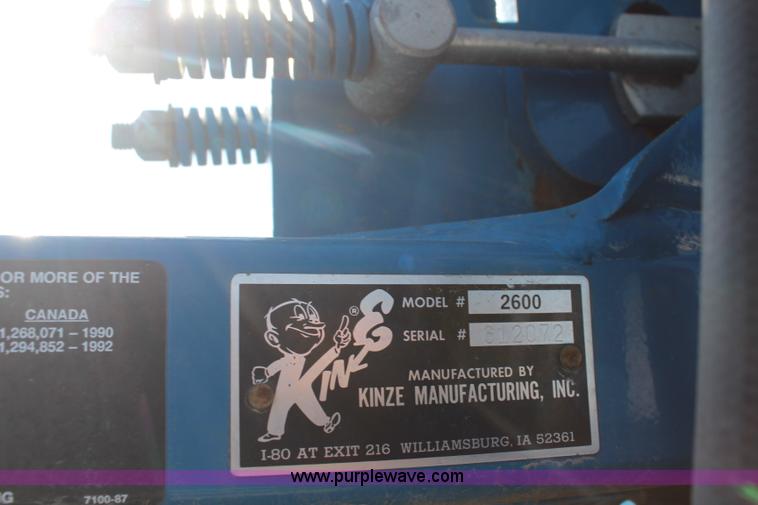 OR MORE OF THE
S:
CANADA
1,268,071 – 1990
1,294,852 – 1992
NG
7100-87
KINZE
®
MODEL # 2600
SERIAL # 612072
MANUFACTURED BY
KINZE MANUFACTURING, INC.
I-80 AT EXIT 216 WILLIAMSBURG, IA 52361
www.purplewave.com